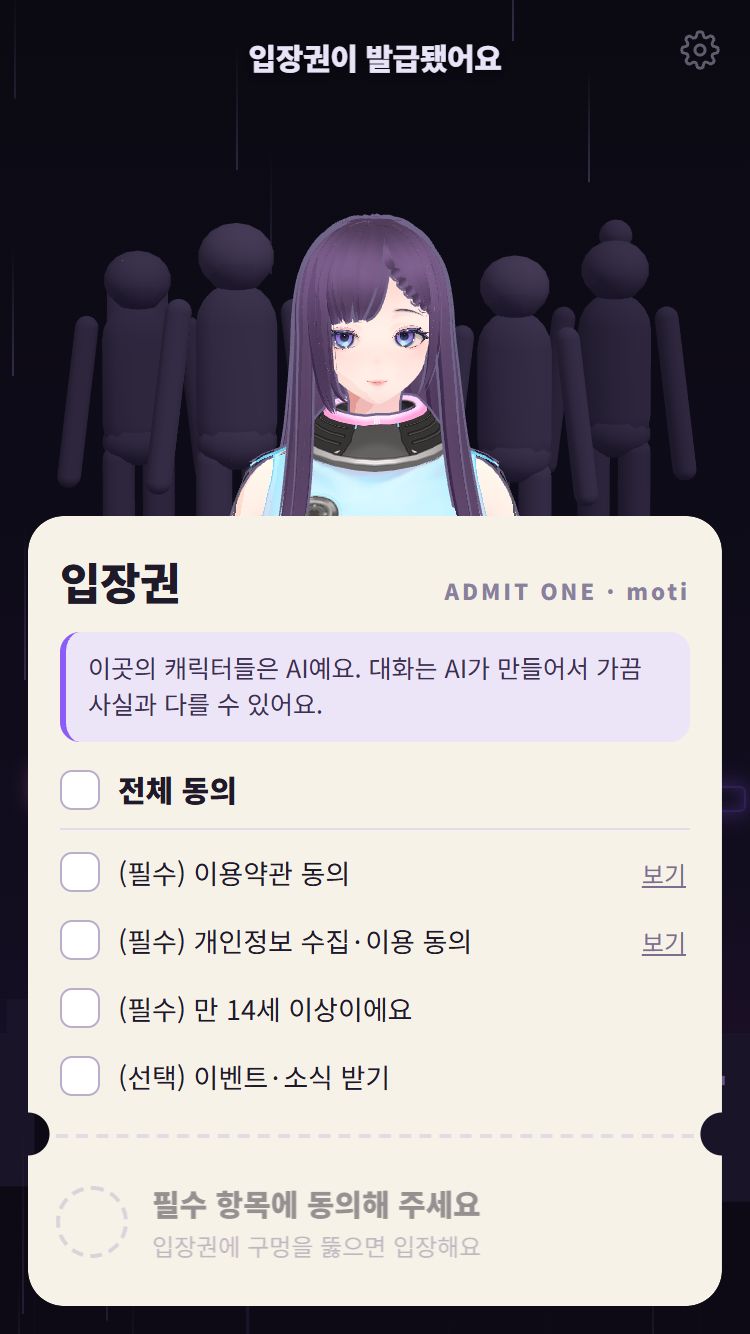 입장권이 발급됐어요
입장권
ADMIT ONE · moti
이곳의 캐릭터들은 AI예요. 대화는 AI가 만들어서 가끔
사실과 다를 수 있어요.
전체 동의
(필수) 이용약관 동의 보기
(필수) 개인정보 수집·이용 동의 보기
(필수) 만 14세 이상이에요
(선택) 이벤트·소식 받기
필수 항목에 동의해 주세요
입장권에 구멍을 뚫으면 입장해요